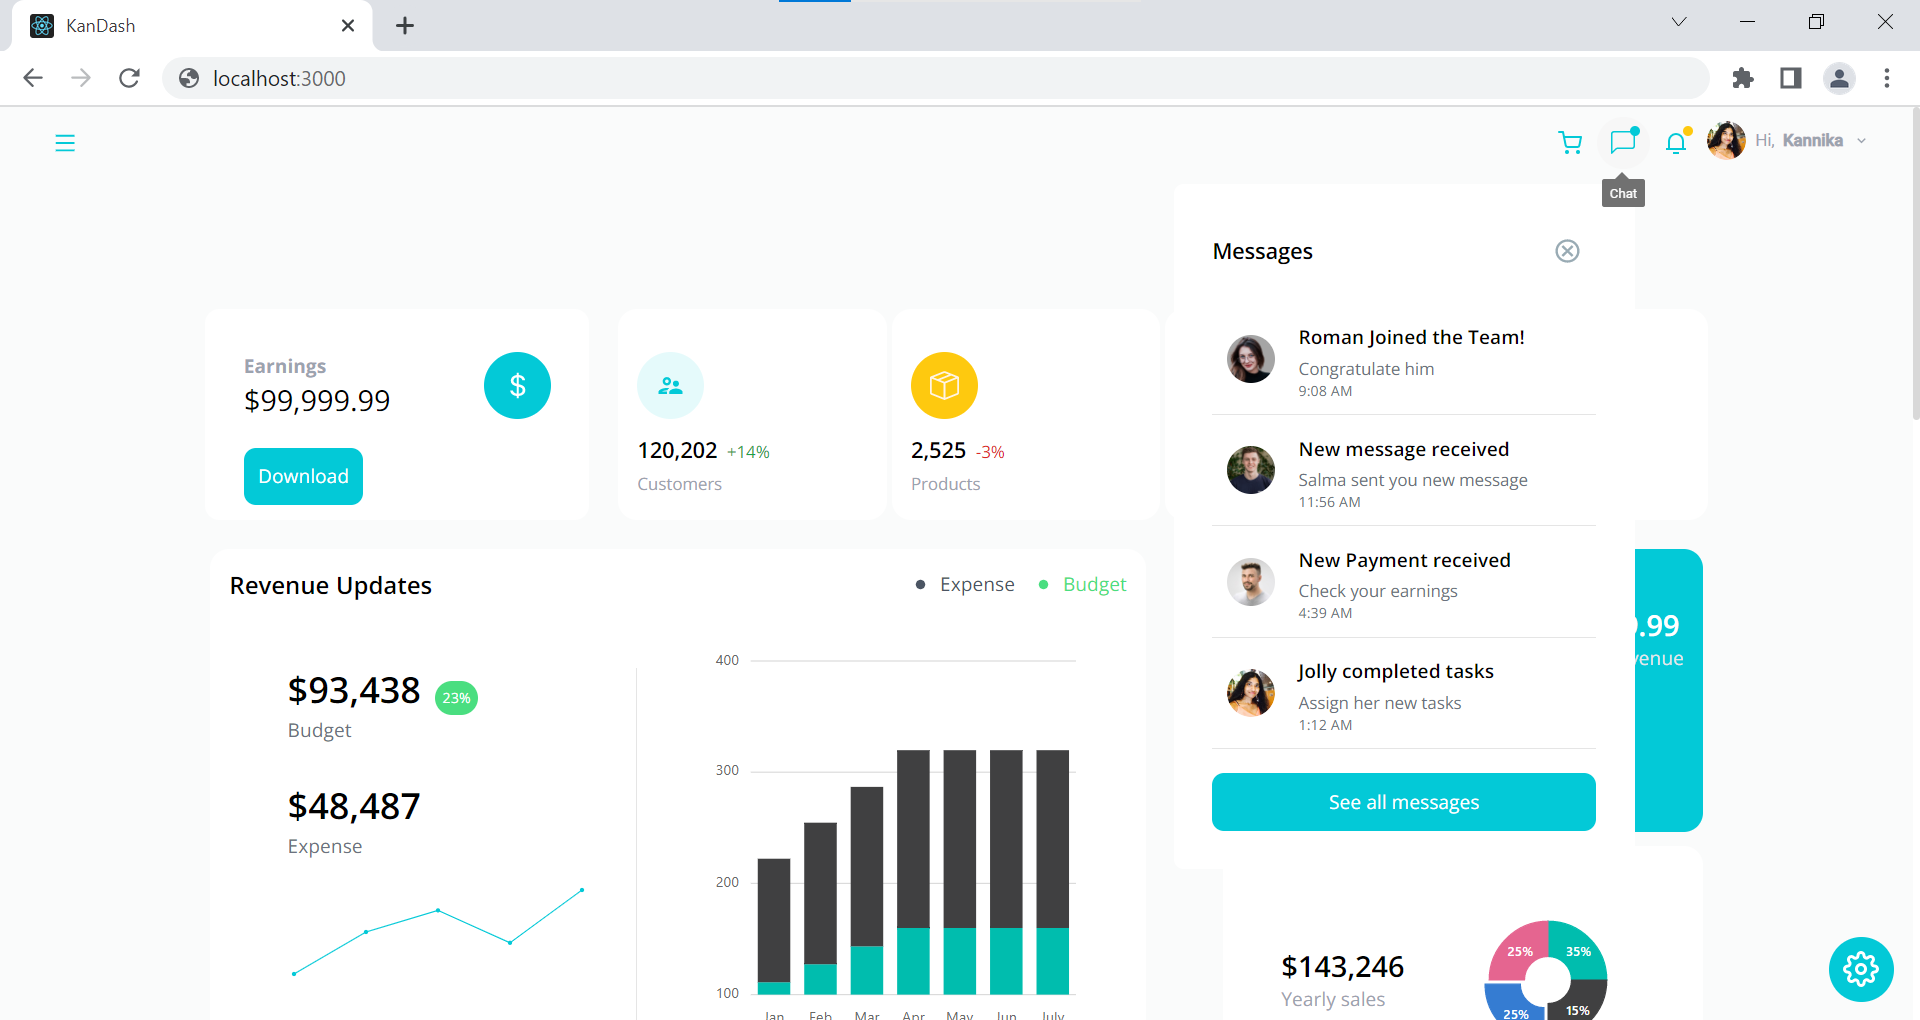 KanDash
localhost:3000
Hi, Kannika
Chat
Messages
Roman Joined the Team!
Congratulate him
9:08 AM
New message received
Salma sent you new message
11:56 AM
New Payment received
Check your earnings
4:39 AM
Jolly completed tasks
Assign her new tasks
1:12 AM
See all messages
Earnings
$99,999.99
$
Download
120,202 +14%
Customers
2,525 -3%
Products
.99
venue
Revenue Updates
Expense
Budget
$93,438 23%
Budget
$48,487
Expense
400
300
200
100
Jan Feb Mar Apr May Jun July
$143,246
Yearly sales
25% 35%
25% 15%